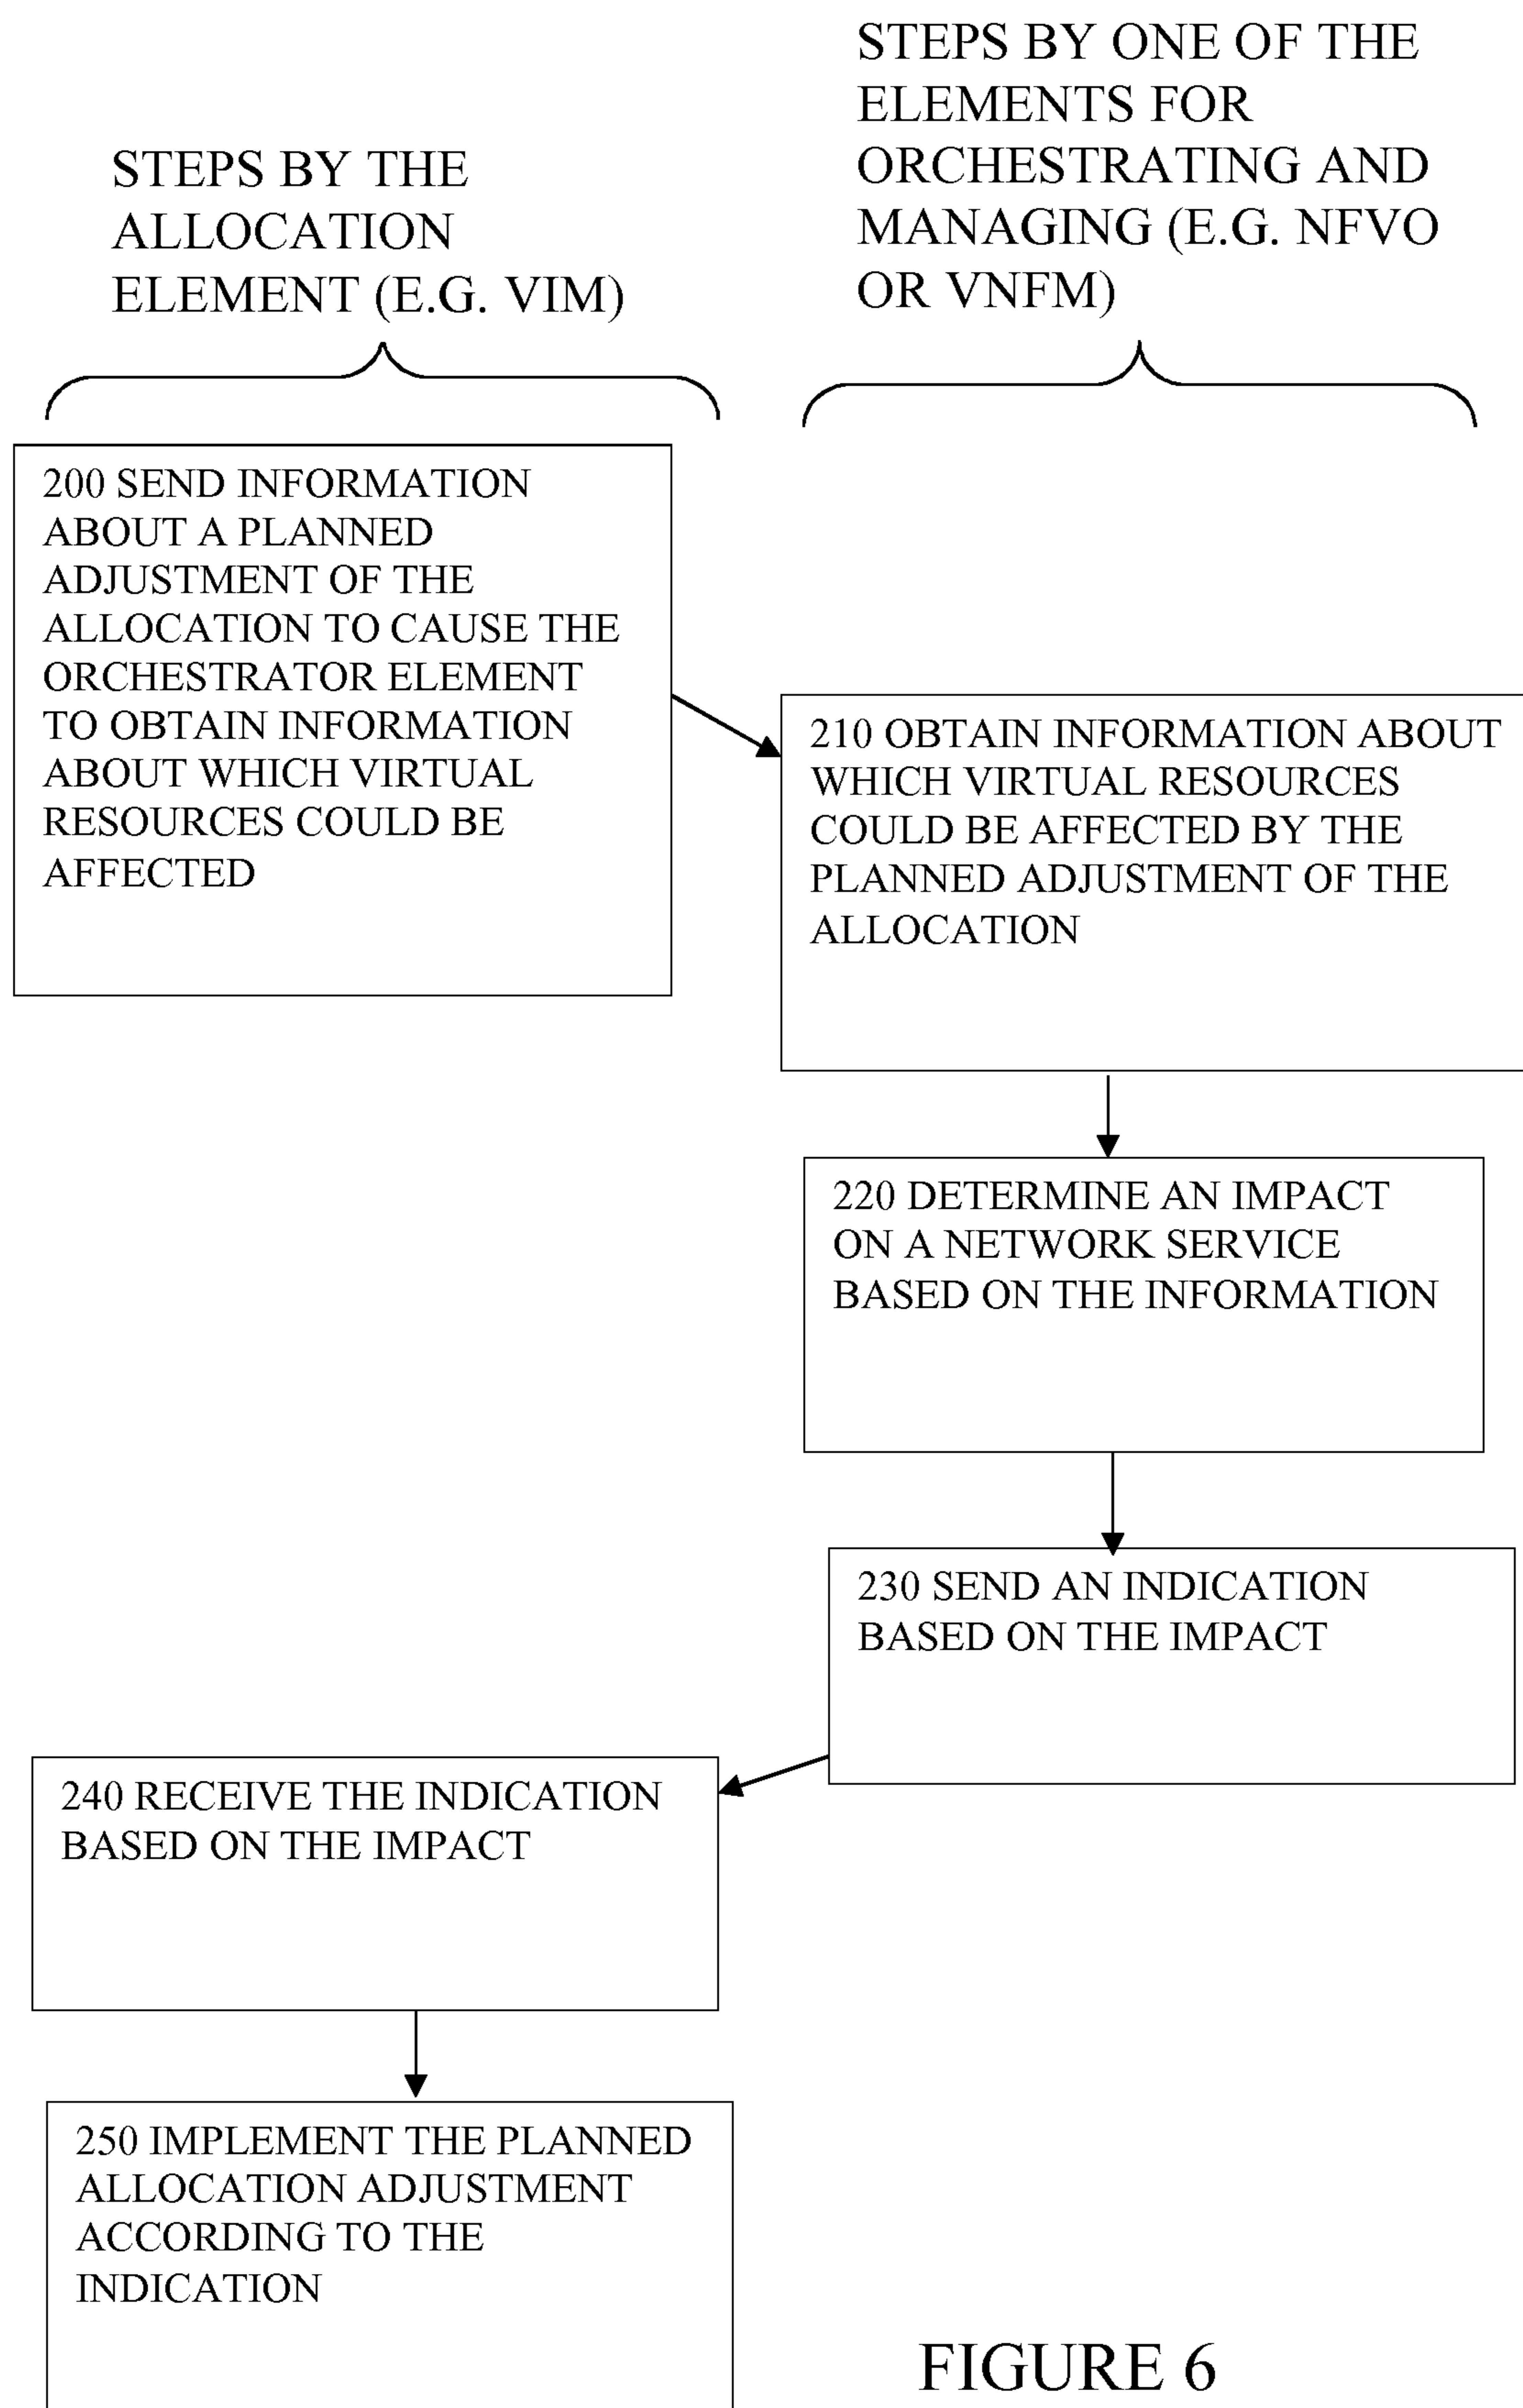 STEPS BY THE
ALLOCATION
ELEMENT (E.G. VIM)
STEPS BY ONE OF THE
ELEMENTS FOR
ORCHESTRATING AND
MANAGING (E.G. NFVO
OR VNFM)
200 SEND INFORMATION
ABOUT A PLANNED
ADJUSTMENT OF THE
ALLOCATION TO CAUSE THE
ORCHESTRATOR ELEMENT
TO OBTAIN INFORMATION
ABOUT WHICH VIRTUAL
RESOURCES COULD BE
AFFECTED
210 OBTAIN INFORMATION ABOUT
WHICH VIRTUAL RESOURCES
COULD BE AFFECTED BY THE
PLANNED ADJUSTMENT OF THE
ALLOCATION
220 DETERMINE AN IMPACT
ON A NETWORK SERVICE
BASED ON THE INFORMATION
230 SEND AN INDICATION
BASED ON THE IMPACT
240 RECEIVE THE INDICATION
BASED ON THE IMPACT
250 IMPLEMENT THE PLANNED
ALLOCATION ADJUSTMENT
ACCORDING TO THE
INDICATION
FIGURE 6